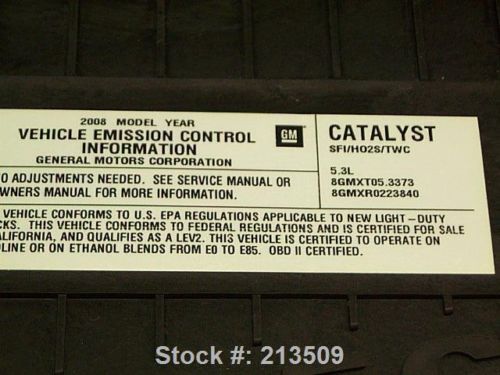 2008 MODEL YEAR
VEHICLE EMISSION CONTROL
INFORMATION
GENERAL MOTORS CORPORATION
GM
CATALYST
SFI/HO2S/TWC
5.3L
8GMXT05.3373
8GMXR0223840
O ADJUSTMENTS NEEDED. SEE SERVICE MANUAL OR
WNERS MANUAL FOR MORE INFORMATION.
VEHICLE CONFORMS TO U.S. EPA REGULATIONS APPLICABLE TO NEW LIGHT-DUTY
CKS. THIS VEHICLE CONFORMS TO FEDERAL REGULATIONS AND IS CERTIFIED FOR SALE
ALIFORNIA, AND QUALIFIES AS A LEV2. THIS VEHICLE IS CERTIFIED TO OPERATE ON
LINE OR ON ETHANOL BLENDS FROM E0 TO E85. OBD II CERTIFIED.
Stock #: 213509